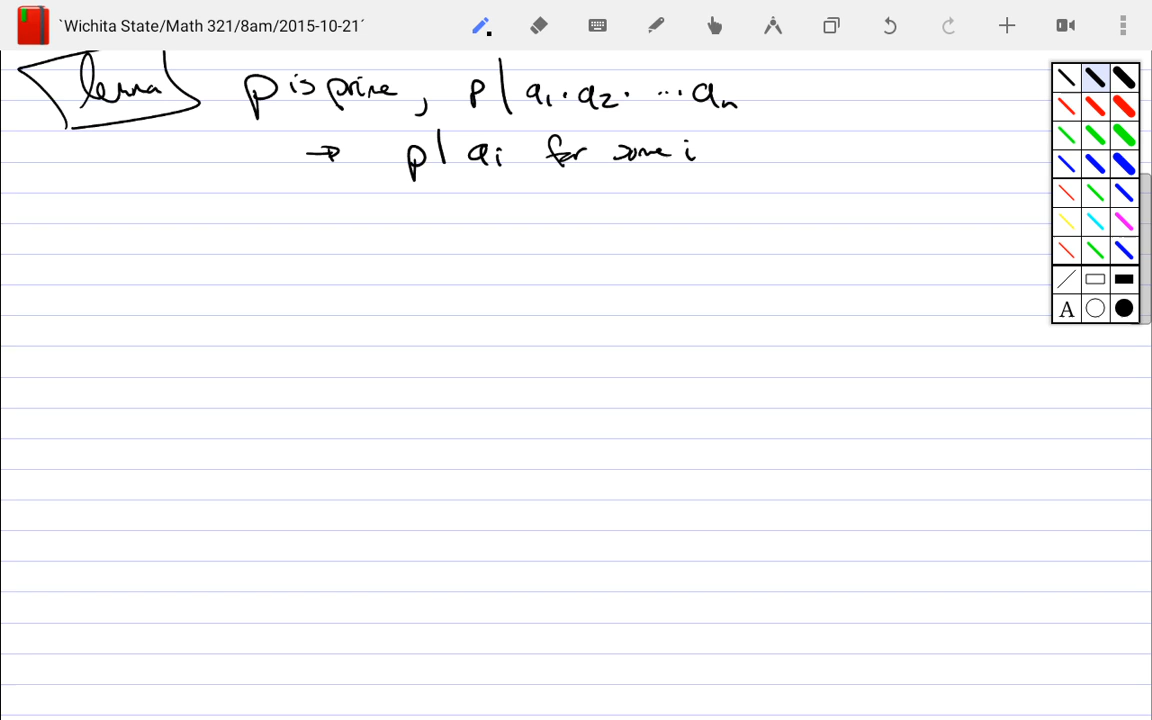 `Wichita State/Math 321/8am/2015-10-21´
lemma p is prime, p | a₁·a₂· ··· aₙ
→ p | aᵢ for some i
A